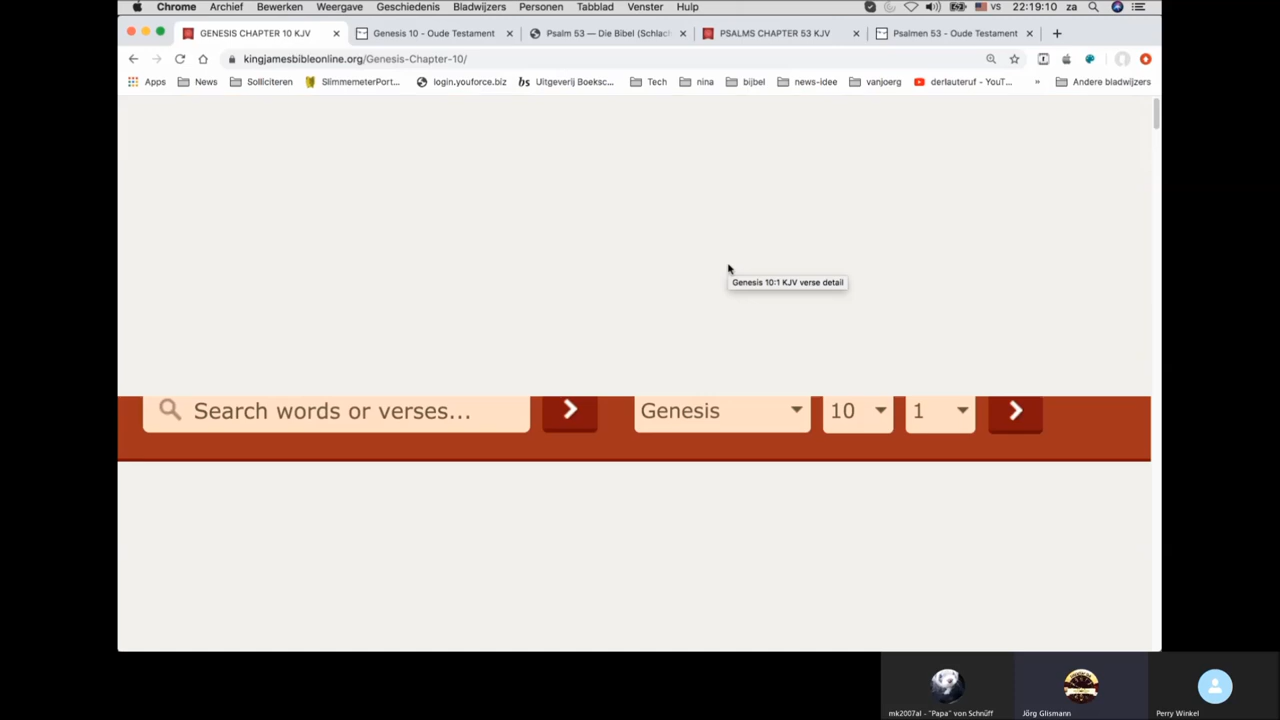 Chrome Archief Bewerken Weergave Geschiedenis Bladwijzers Personen Tabblad Venster Hulp VS 22:19:10 za
GENESIS CHAPTER 10 KJV Genesis 10 - Oude Testament Psalm 53 — Die Bibel (Schlach PSALMS CHAPTER 53 KJV Psalmen 53 - Oude Testament
kingjamesbibleonline.org/Genesis-Chapter-10/
Apps News Solliciteren SlimmemeterPort... login.youforce.biz bs Uitgeverij Boeksc... Tech nina bijbel news-idee vanjoerg derlauteruf - YouT... » Andere bladwijzers
Genesis 10:1 KJV verse detail
Search words or verses... Genesis 10 1
mk2007al - "Papa" von Schnüff Jörg Glismann Perry Winkel